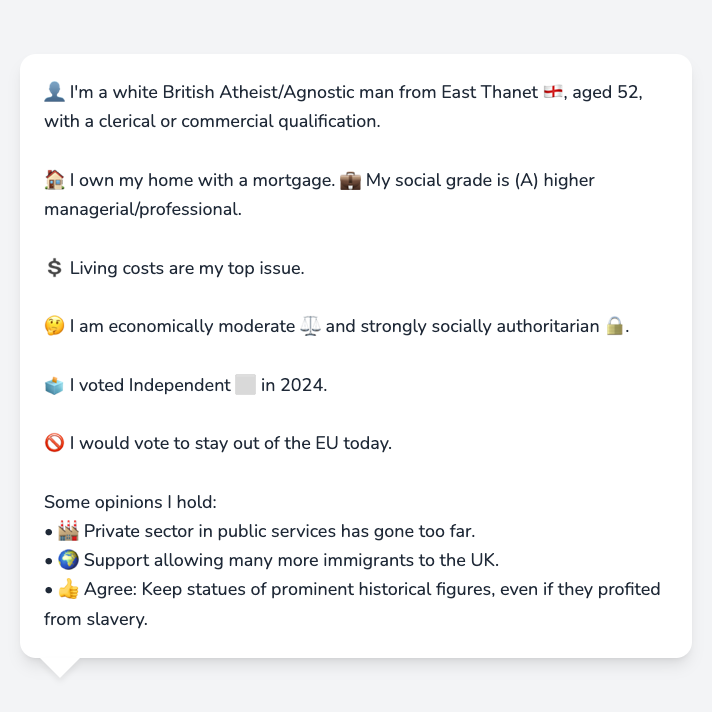 👤 I'm a white British Atheist/Agnostic man from East Thanet 🏴󠁧󠁢󠁥󠁮󠁧󠁿, aged 52,
with a clerical or commercial qualification.
🏠 I own my home with a mortgage. 💼 My social grade is (A) higher
managerial/professional.
💲 Living costs are my top issue.
🤔 I am economically moderate ⚖️ and strongly socially authoritarian 🔒.
🗳️ I voted Independent ⬜ in 2024.
🚫 I would vote to stay out of the EU today.
Some opinions I hold:
• 🏭 Private sector in public services has gone too far.
• 🌍 Support allowing many more immigrants to the UK.
• 👍 Agree: Keep statues of prominent historical figures, even if they profited
from slavery.